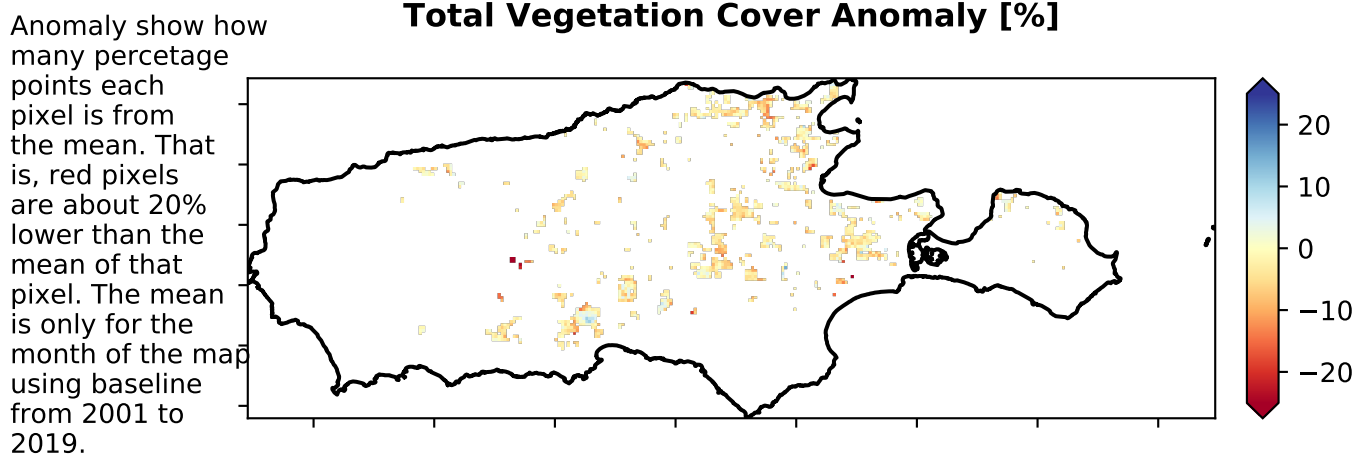 Total Vegetation Cover Anomaly [%]
Anomaly show how
many percetage
points each
pixel is from
the mean. That
is, red pixels
are about 20%
lower than the
mean of that
pixel. The mean
is only for the
month of the map
using baseline
from 2001 to
2019.
20
10
0
−10
−20